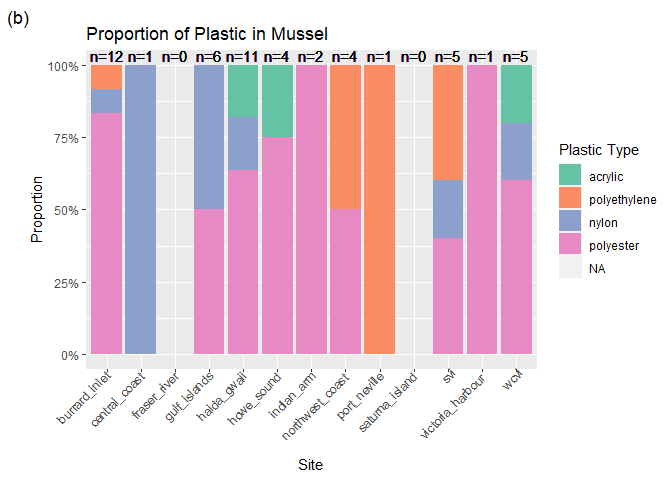 (b)
Proportion of Plastic in Mussel
n=12 n=1 n=0 n=6 n=11 n=4 n=2 n=4 n=1 n=0 n=5 n=1 n=5
100%
75%
50%
25%
0%
Proportion
burrard_inlet
central_coast
fraser_river
gulf_islands
haida_gwaii
howe_sound
indian_arm
northwest_coast
port_neville
saturna_island
svi
victoria_harbour
wcvi
Site
Plastic Type
acrylic
polyethylene
nylon
polyester
NA